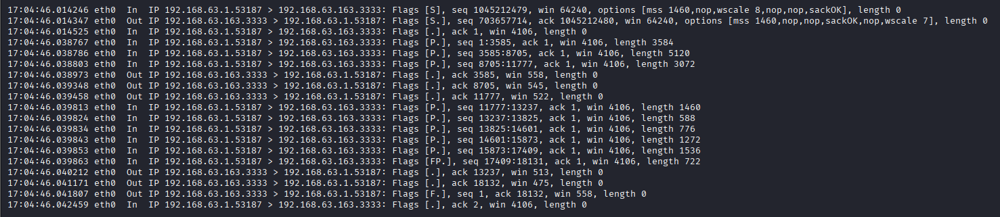 17:04:46.014246 eth0  In  IP 192.168.63.1.53187 > 192.168.63.163.3333: Flags [S], seq 1045212479, win 64240, options [mss 1460,nop,wscale 8,nop,nop,sackOK], length 0
17:04:46.014347 eth0  Out IP 192.168.63.163.3333 > 192.168.63.1.53187: Flags [S.], seq 703657714, ack 1045212480, win 64240, options [mss 1460,nop,nop,sackOK,nop,wscale 7], length 0
17:04:46.014525 eth0  In  IP 192.168.63.1.53187 > 192.168.63.163.3333: Flags [.], ack 1, win 4106, length 0
17:04:46.038767 eth0  In  IP 192.168.63.1.53187 > 192.168.63.163.3333: Flags [P.], seq 1:3585, ack 1, win 4106, length 3584
17:04:46.038786 eth0  In  IP 192.168.63.1.53187 > 192.168.63.163.3333: Flags [P.], seq 3585:8705, ack 1, win 4106, length 5120
17:04:46.038803 eth0  In  IP 192.168.63.1.53187 > 192.168.63.163.3333: Flags [P.], seq 8705:11777, ack 1, win 4106, length 3072
17:04:46.038973 eth0  Out IP 192.168.63.163.3333 > 192.168.63.1.53187: Flags [.], ack 3585, win 558, length 0
17:04:46.039348 eth0  Out IP 192.168.63.163.3333 > 192.168.63.1.53187: Flags [.], ack 8705, win 545, length 0
17:04:46.039458 eth0  Out IP 192.168.63.163.3333 > 192.168.63.1.53187: Flags [.], ack 11777, win 522, length 0
17:04:46.039813 eth0  In  IP 192.168.63.1.53187 > 192.168.63.163.3333: Flags [P.], seq 11777:13237, ack 1, win 4106, length 1460
17:04:46.039824 eth0  In  IP 192.168.63.1.53187 > 192.168.63.163.3333: Flags [P.], seq 13237:13825, ack 1, win 4106, length 588
17:04:46.039834 eth0  In  IP 192.168.63.1.53187 > 192.168.63.163.3333: Flags [P.], seq 13825:14601, ack 1, win 4106, length 776
17:04:46.039843 eth0  In  IP 192.168.63.1.53187 > 192.168.63.163.3333: Flags [P.], seq 14601:15873, ack 1, win 4106, length 1272
17:04:46.039853 eth0  In  IP 192.168.63.1.53187 > 192.168.63.163.3333: Flags [P.], seq 15873:17409, ack 1, win 4106, length 1536
17:04:46.039863 eth0  In  IP 192.168.63.1.53187 > 192.168.63.163.3333: Flags [FP.], seq 17409:18131, ack 1, win 4106, length 722
17:04:46.040212 eth0  Out IP 192.168.63.163.3333 > 192.168.63.1.53187: Flags [.], ack 13237, win 513, length 0
17:04:46.041171 eth0  Out IP 192.168.63.163.3333 > 192.168.63.1.53187: Flags [.], ack 18132, win 475, length 0
17:04:46.041807 eth0  Out IP 192.168.63.163.3333 > 192.168.63.1.53187: Flags [F.], seq 1, ack 18132, win 558, length 0
17:04:46.042459 eth0  In  IP 192.168.63.1.53187 > 192.168.63.163.3333: Flags [.], ack 2, win 4106, length 0